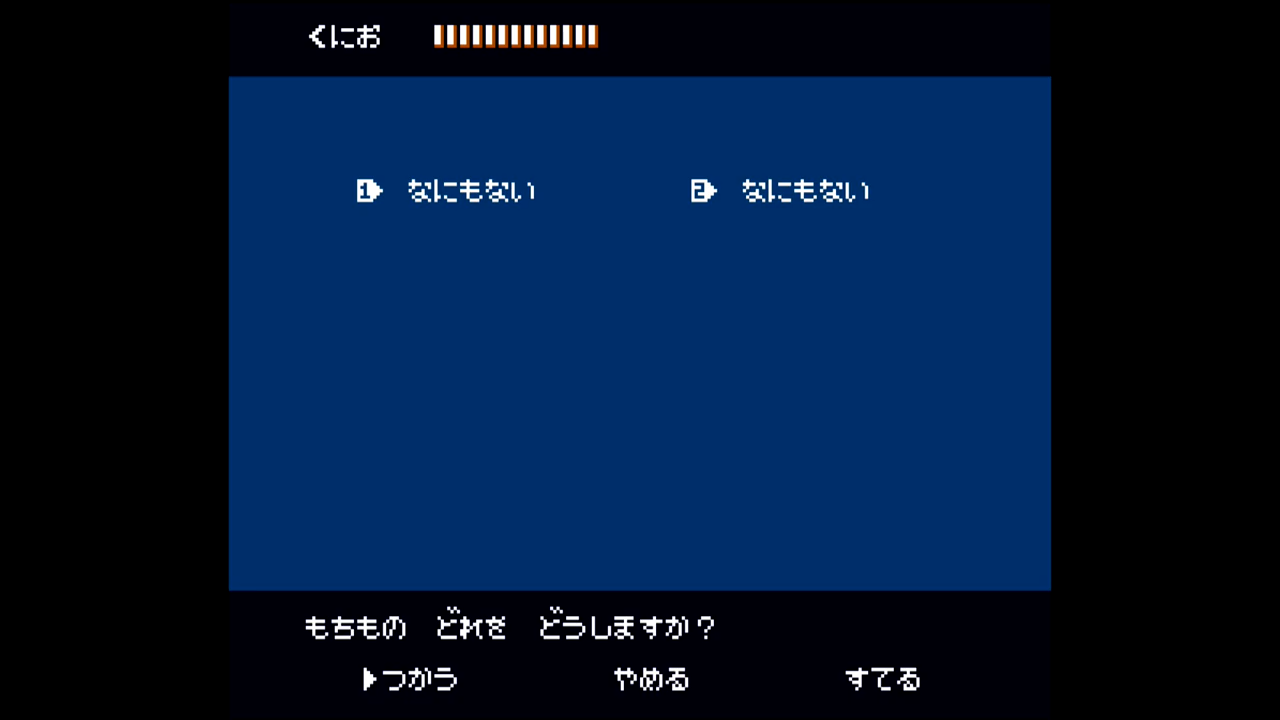 くにお
1 なにもない 2 なにもない
もちもの どれを どうしますか?
▶つかう やめる すてる